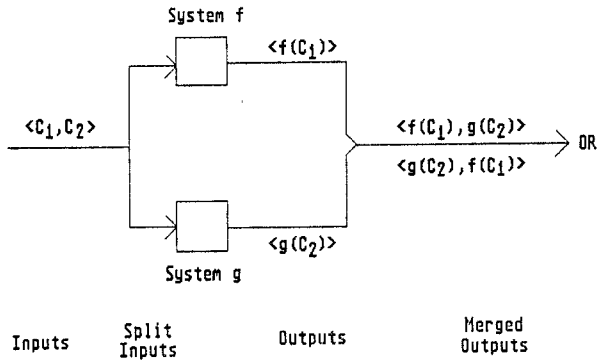 System f
<f(C₁)>
<C₁,C₂>
<f(C₁),g(C₂)>
OR
<g(C₂),f(C₁)>
<g(C₂)>
System g
Inputs
Split
Inputs
Outputs
Merged
Outputs